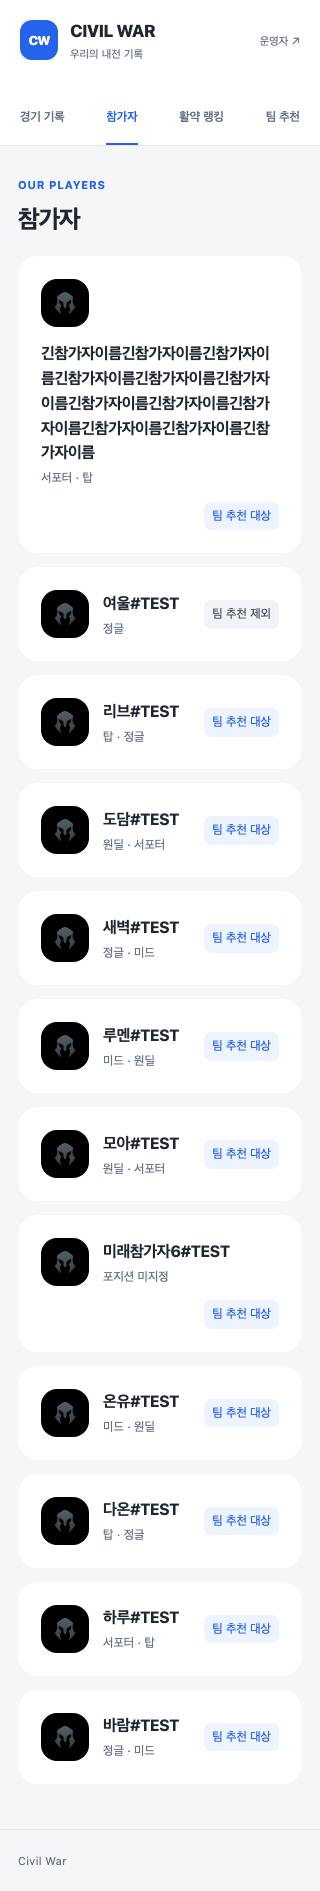 CW
CIVIL WAR
우리의 내전 기록
운영자 ↗
경기 기록
참가자
활약 랭킹
팀 추천
OUR PLAYERS
참가자
긴참가자이름긴참가자이름긴참가자이
름긴참가자이름긴참가자이름긴참가자
이름긴참가자이름긴참가자이름긴참가
자이름긴참가자이름긴참가자이름긴참
가자이름
서포터 · 탑
팀 추천 대상
여울#TEST
정글
팀 추천 제외
리브#TEST
탑 · 정글
팀 추천 대상
도담#TEST
원딜 · 서포터
팀 추천 대상
새벽#TEST
정글 · 미드
팀 추천 대상
루멘#TEST
미드 · 원딜
팀 추천 대상
모아#TEST
원딜 · 서포터
팀 추천 대상
미래참가자6#TEST
포지션 미지정
팀 추천 대상
온유#TEST
미드 · 원딜
팀 추천 대상
다온#TEST
탑 · 정글
팀 추천 대상
하루#TEST
서포터 · 탑
팀 추천 대상
바람#TEST
정글 · 미드
팀 추천 대상
Civil War